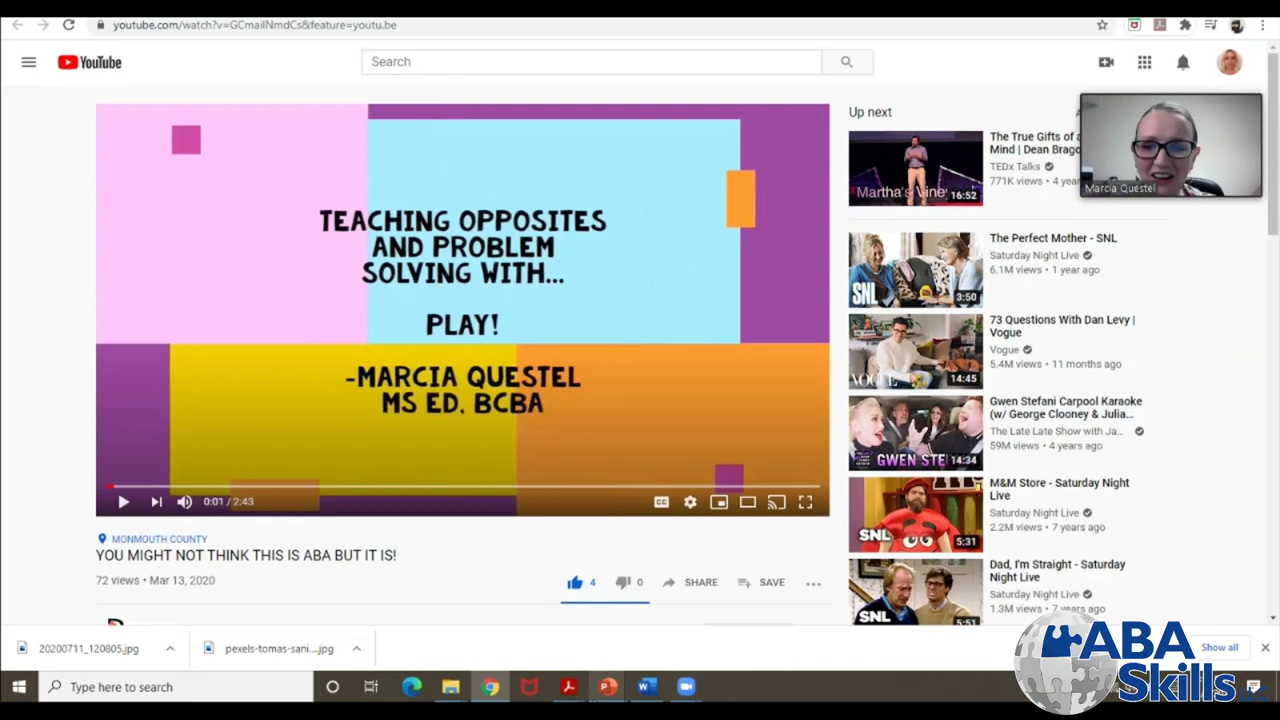 youtube.com/watch?v=GCmailNmdCs&feature=youtu.be
YouTube
Search
TEACHING OPPOSITES
AND PROBLEM
SOLVING WITH...
PLAY!
-MARCIA QUESTEL
MS ED, BCBA
0:01 / 2:43
CC
MONMOUTH COUNTY
YOU MIGHT NOT THINK THIS IS ABA BUT IT IS!
72 views • Mar 13, 2020
4
0
SHARE
SAVE
Up next
Marcia Questel
The True Gifts of
Mind | Dean Brago
TEDx Talks
771K views • 4 year
Martha's Vine
16:52
The Perfect Mother - SNL
Saturday Night Live
6.1M views • 1 year ago
SNL
3:50
73 Questions With Dan Levy |
Vogue
Vogue
5.4M views • 11 months ago
VOGUE
14:45
Gwen Stefani Carpool Karaoke
(w/ George Clooney & Julia...
The Late Late Show with Ja...
59M views • 4 years ago
GWEN STE
14:34
M&M Store - Saturday Night
Live
Saturday Night Live
2.2M views • 7 years ago
SNL
5:31
Dad, I'm Straight - Saturday
Night Live
Saturday Night Live
1.3M views • 7 years ago
SNL
5:51
20200711_120805.jpg
pexels-tomas-sani....jpg
Show all
Type here to search
ABA
Skills